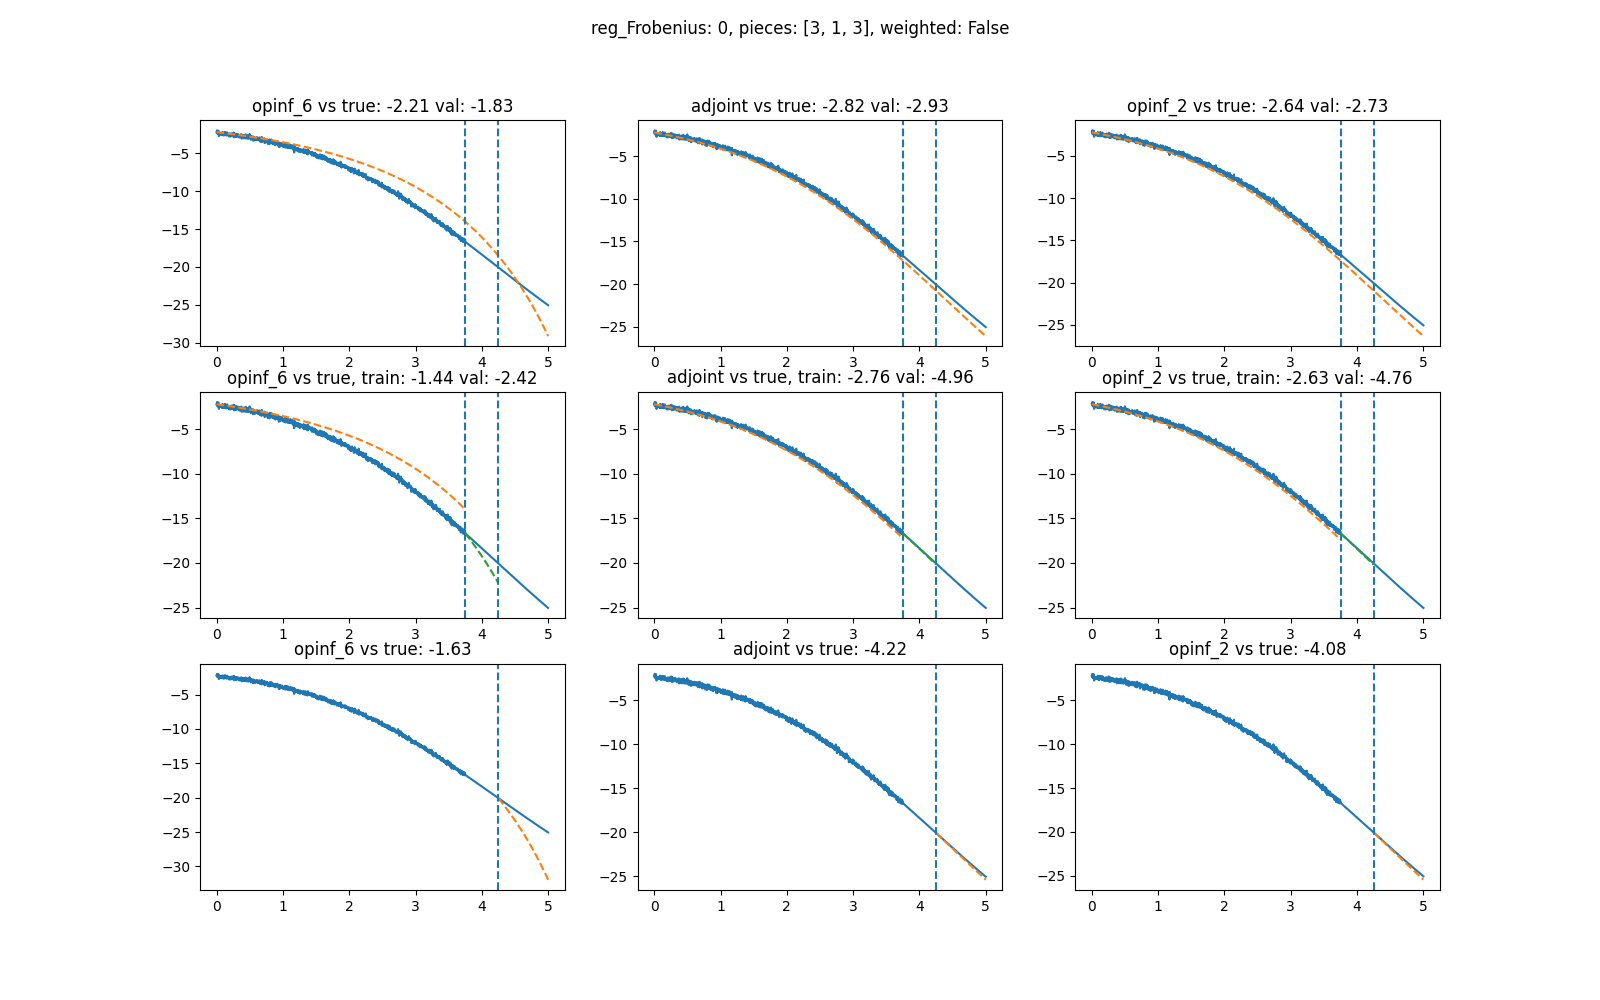 reg_Frobenius: 0, pieces: [3, 1, 3], weighted: False
opinf_6 vs true: -2.21 val: -1.83
−5
−10
−15
−20
−25
−30
0 1 2 3 4 5
adjoint vs true: -2.82 val: -2.93
−5
−10
−15
−20
−25
0 1 2 3 4 5
opinf_2 vs true: -2.64 val: -2.73
−5
−10
−15
−20
−25
0 1 2 3 4 5
opinf_6 vs true, train: -1.44 val: -2.42
−5
−10
−15
−20
−25
0 1 2 3 4 5
adjoint vs true, train: -2.76 val: -4.96
−5
−10
−15
−20
−25
0 1 2 3 4 5
opinf_2 vs true, train: -2.63 val: -4.76
−5
−10
−15
−20
−25
0 1 2 3 4 5
opinf_6 vs true: -1.63
−5
−10
−15
−20
−25
−30
0 1 2 3 4 5
adjoint vs true: -4.22
−5
−10
−15
−20
−25
0 1 2 3 4 5
opinf_2 vs true: -4.08
−5
−10
−15
−20
−25
0 1 2 3 4 5